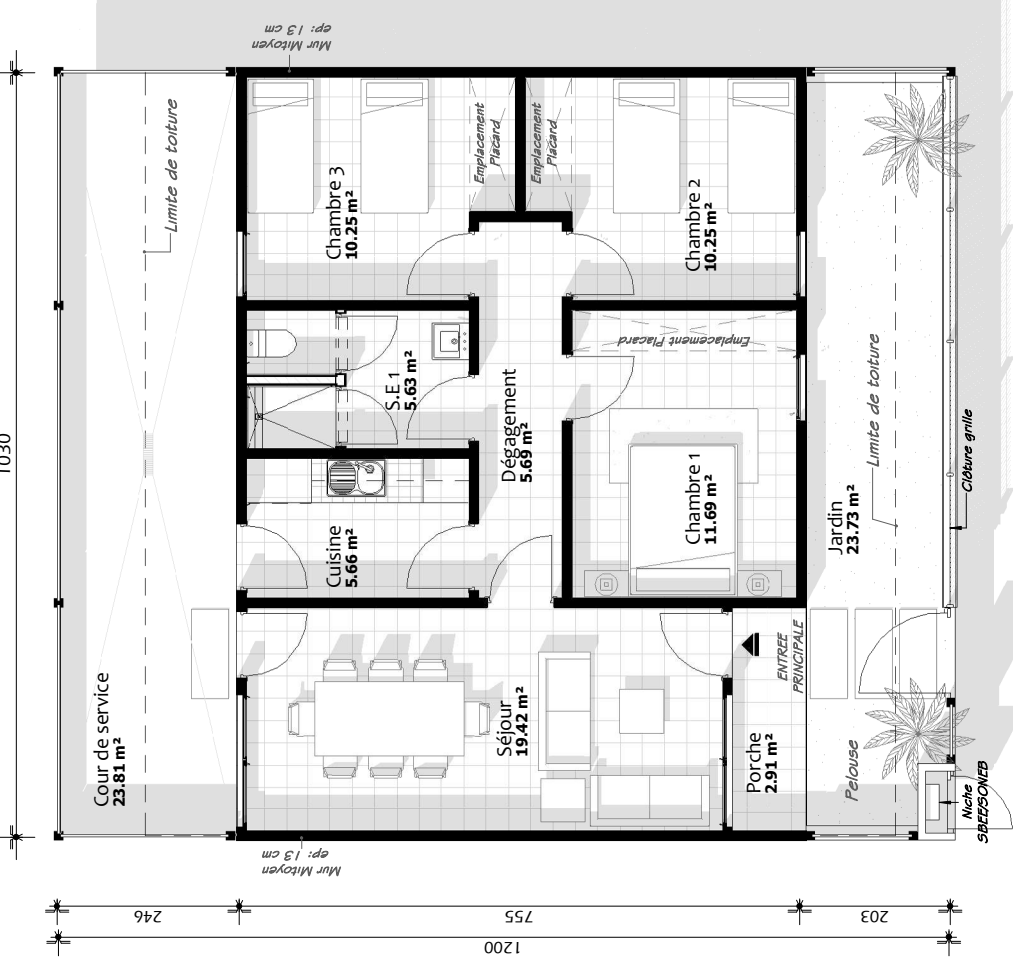 Mur Mitoyen
ep: 13 cm
Limite de toiture
Chambre 3
10.25 m²
Emplacement
Placard
Emplacement
Placard
Chambre 2
10.25 m²
1030
S.E 1
5.63 m²
Dégagement
5.69 m²
Emplacement Placard
Limite de toiture
Clôture grille
Cuisine
5.66 m²
Chambre 1
11.69 m²
Jardin
23.73 m²
Cour de service
23.81 m²
Séjour
19.42 m²
ENTREE
PRINCIPALE
Porche
2.91 m²
Pelouse
Niche
SBEE/SONEB
Mur Mitoyen
ep: 13 cm
246
755
203
1200